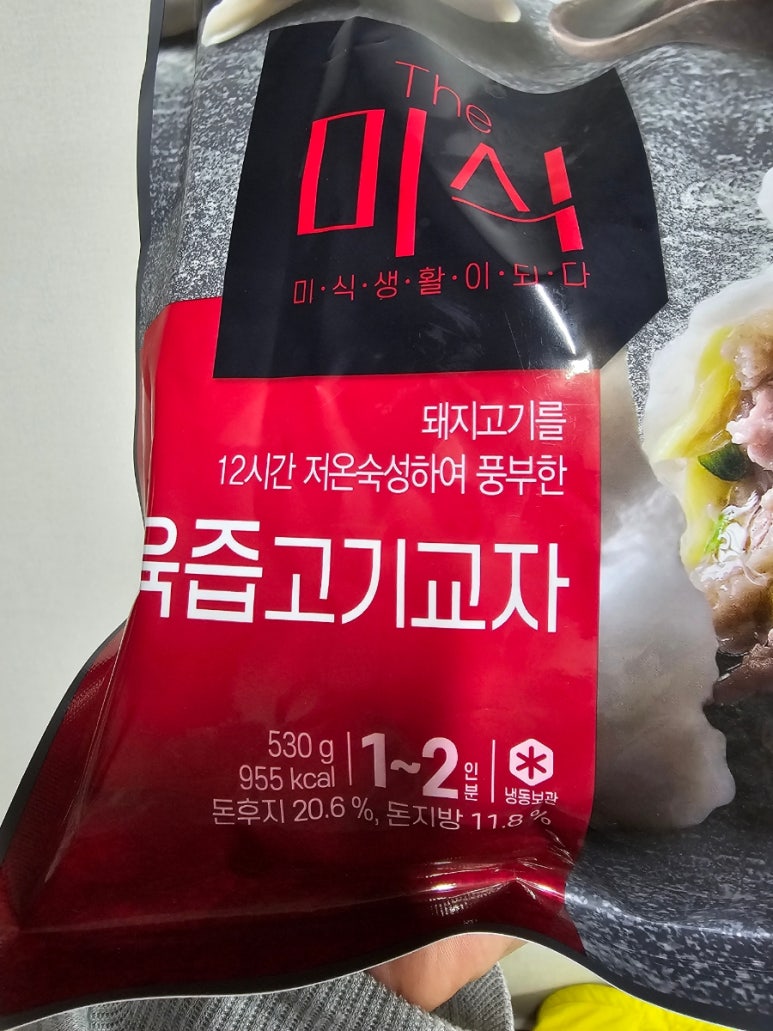 The
미식
미·식·생·활·이·되·다
돼지고기를
12시간 저온숙성하여 풍부한
육즙고기교자
530 g
955 kcal
1~2 인분
냉동보관
돈후지 20.6 %, 돈지방 11.8 %